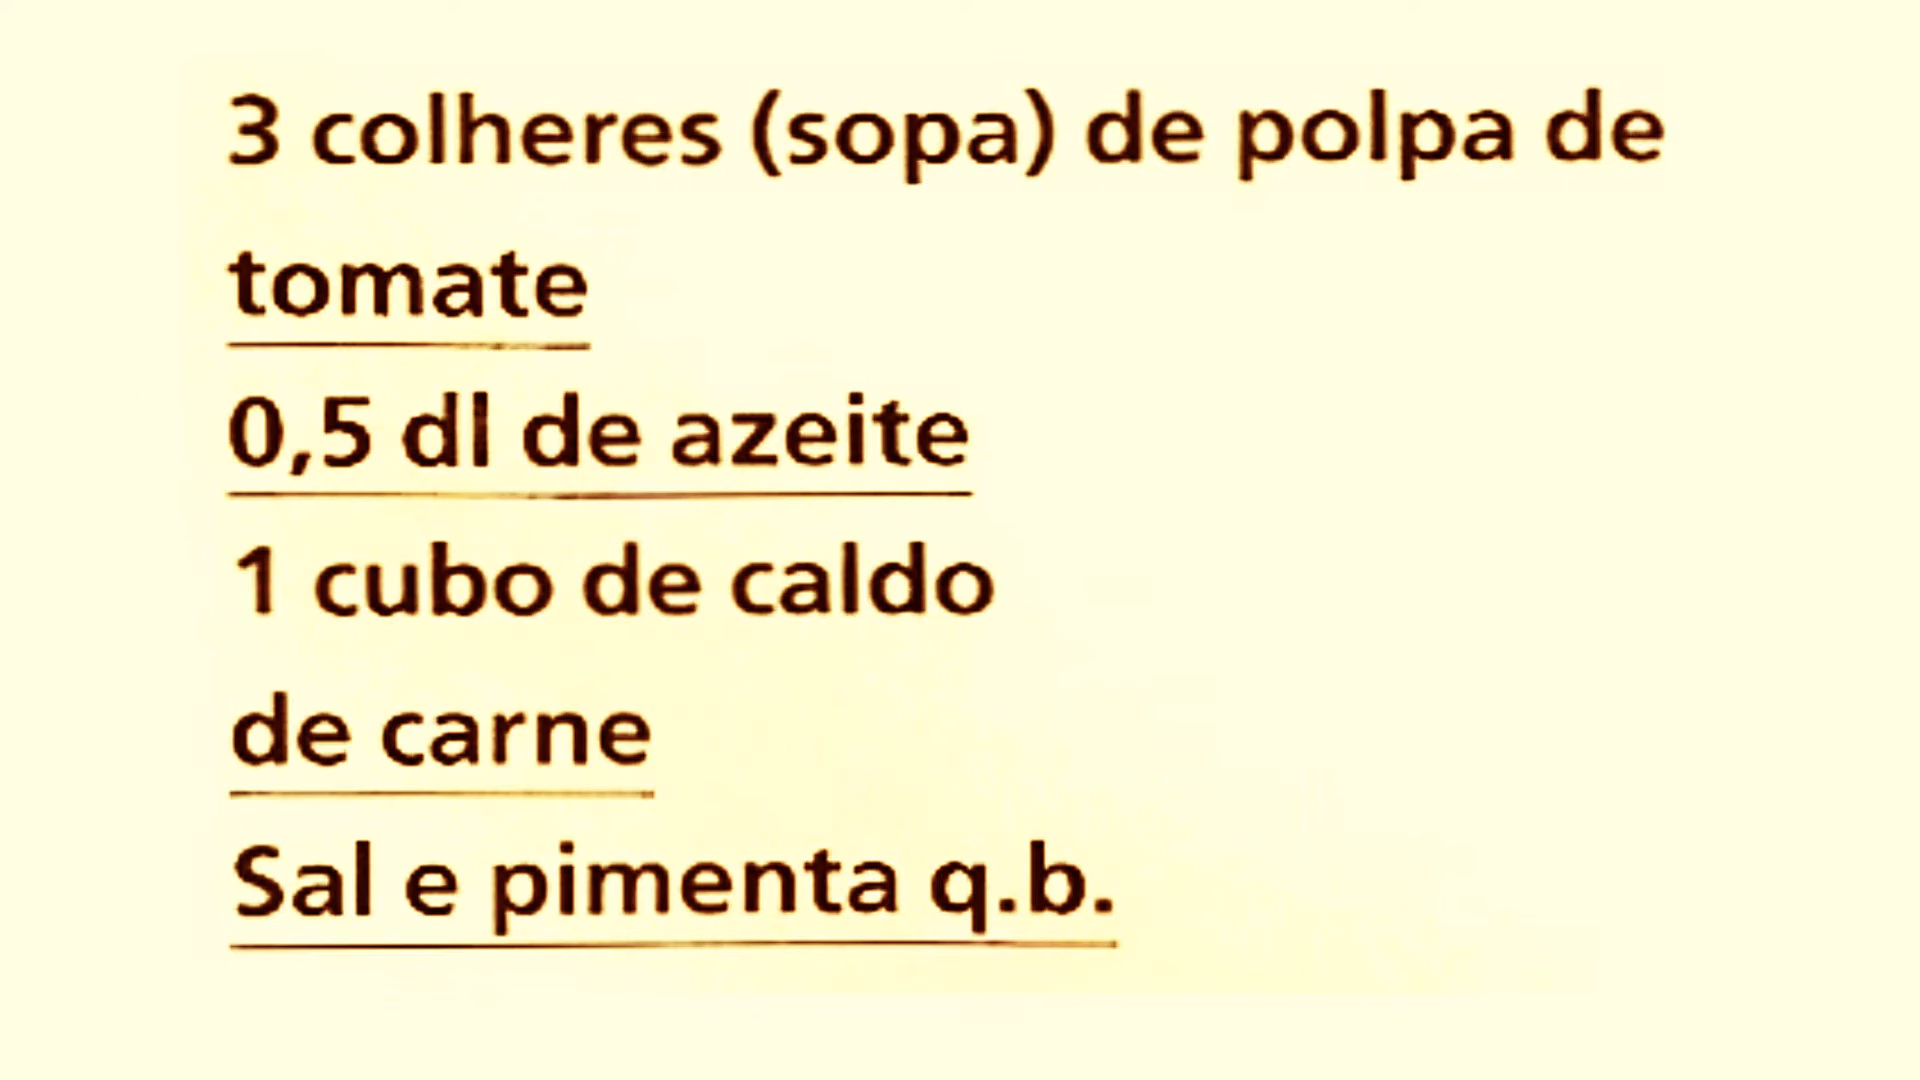 3 colheres (sopa) de polpa de
tomate
0,5 dl de azeite
1 cubo de caldo
de carne
Sal e pimenta q.b.